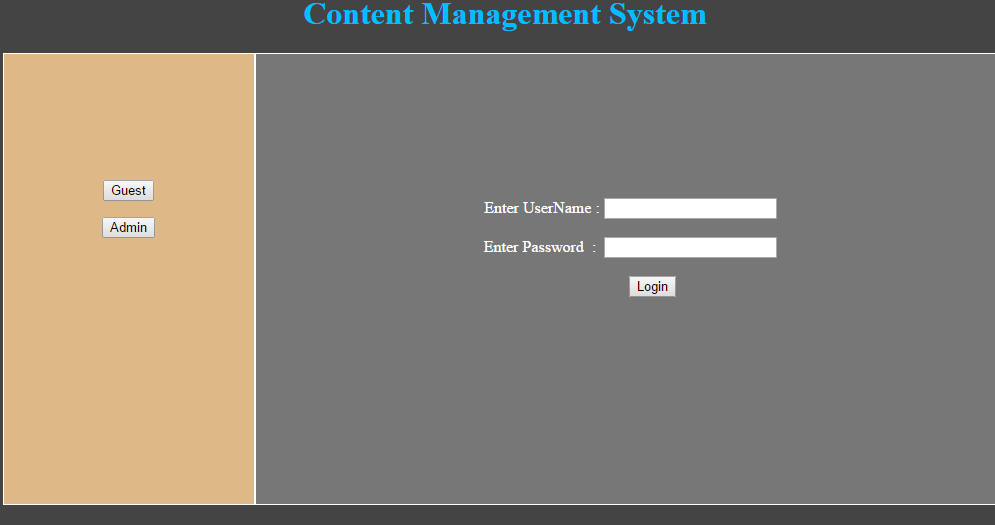 Content Management System
Guest
Admin
Enter UserName :
Enter Password :
Login